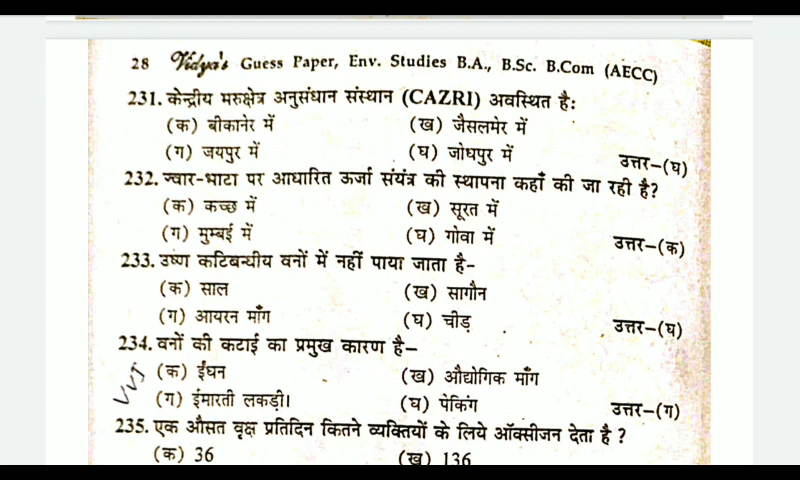 28 Vidya's Guess Paper, Env. Studies B.A., B.Sc. B.Com (AECC)
231. केन्द्रीय मरुक्षेत्र अनुसंधान संस्थान (CAZRI) अवस्थित है:
(क) बीकानेर में (ख) जैसलमेर में
(ग) जयपुर में (घ) जोधपुर में उत्तर–(घ)
232. ज्वार-भाटा पर आधारित ऊर्जा संयंत्र की स्थापना कहाँ की जा रही है?
(क) कच्छ में (ख) सूरत में
(ग) मुम्बई में (घ) गोवा में उत्तर–(क)
233. उष्ण कटिबन्धीय वनों में नहीं पाया जाता है–
(क) साल (ख) सागौन
(ग) आयरन माँग (घ) चीड़ उत्तर–(घ)
234. वनों की कटाई का प्रमुख कारण है–
(क) ईंधन (ख) औद्योगिक माँग
(ग) ईमारती लकड़ी। (घ) पेकिंग उत्तर–(ग)
235. एक औसत वृक्ष प्रतिदिन कितने व्यक्तियों के लिये ऑक्सीजन देता है ?
(क) 36 (ख) 136